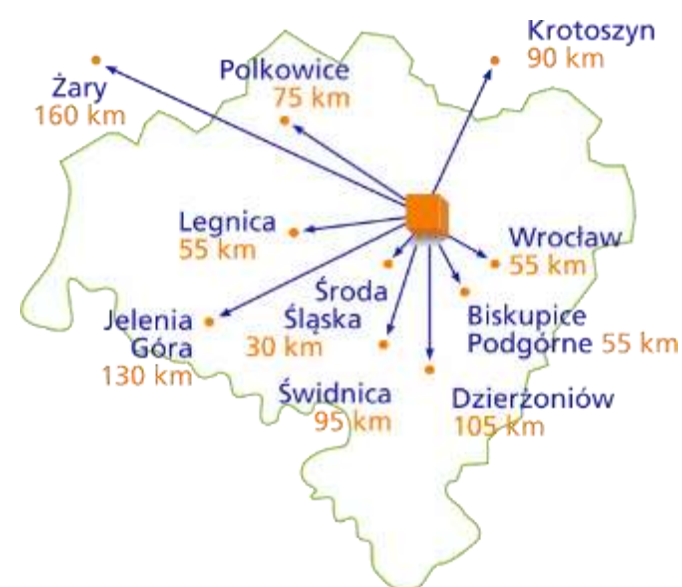 Krotoszyn
90 km
Polkowice
75 km
Żary
160 km
Legnica
55 km
Wrocław
55 km
Środa
Śląska
30 km
Biskupice
Podgórne 55 km
Jelenia
Góra
130 km
Świdnica
95 km
Dzierżoniów
105 km